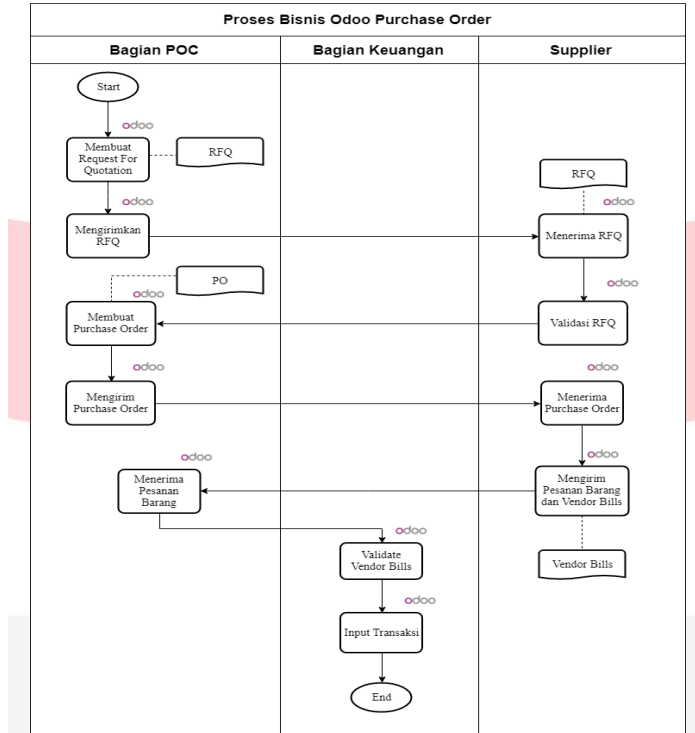 Proses Bisnis Odoo Purchase Order
Bagian POC
Bagian Keuangan
Supplier
Start
odoo
Membuat
Request For
Quotation
RFQ
RFQ
odoo
odoo
Mengirimkan
RFQ
Menerima RFQ
odoo
PO
odoo
Membuat
Purchase Order
Validasi RFQ
odoo
odoo
Mengirim
Purchase Order
Menerima
Purchase Order
odoo
odoo
Menerima
Pesanan
Barang
Mengirim
Pesanan Barang
dan Vendor Bills
odoo
Validate
Vendor Bills
Vendor Bills
odoo
Input Transaksi
End